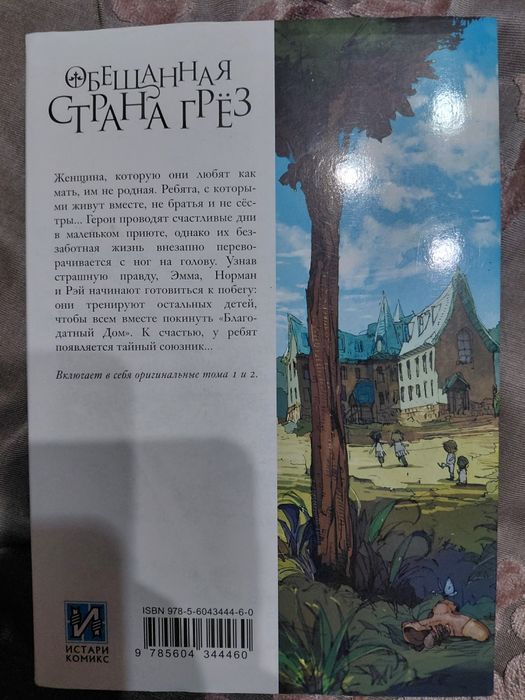 ОБЕЩАННАЯ
СТРАНА ГРЁЗ
Женщина, которую они любят как
мать, им не родная. Ребята, с которы-
ми живут вместе, не братья и не сё-
стры... Герои проводят счастливые дни
в маленьком приюте, однако их без-
заботная жизнь внезапно перево-
рачивается с ног на голову. Узнав
страшную правду, Эмма, Норман
и Рэй начинают готовиться к побегу:
они тренируют остальных детей,
чтобы всем вместе покинуть «Благо-
датный Дом». К счастью, у ребят
появляется тайный союзник...
Включает в себя оригинальные тома 1 и 2.
ISBN 978-5-6043444-6-0
9 785604 344460
И
ИСТАРИ
КОМИКС